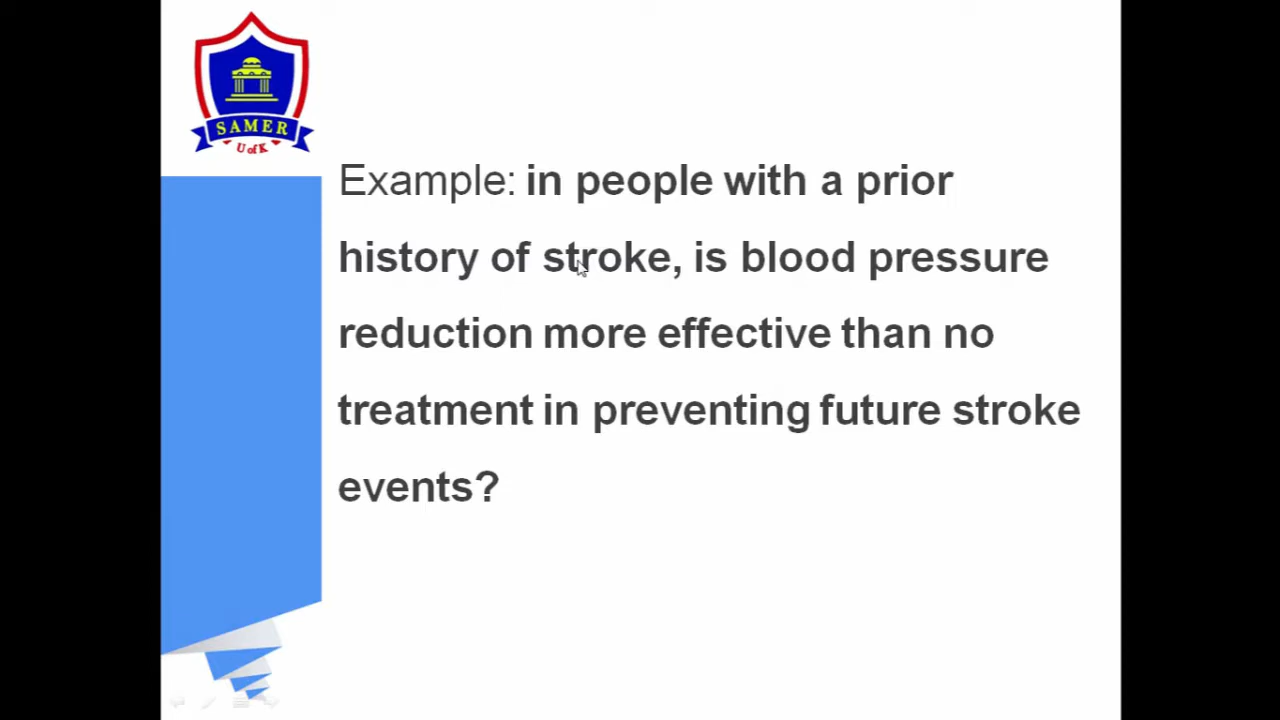 SAMER
U of K
Example: in people with a prior
history of stroke, is blood pressure
reduction more effective than no
treatment in preventing future stroke
events?